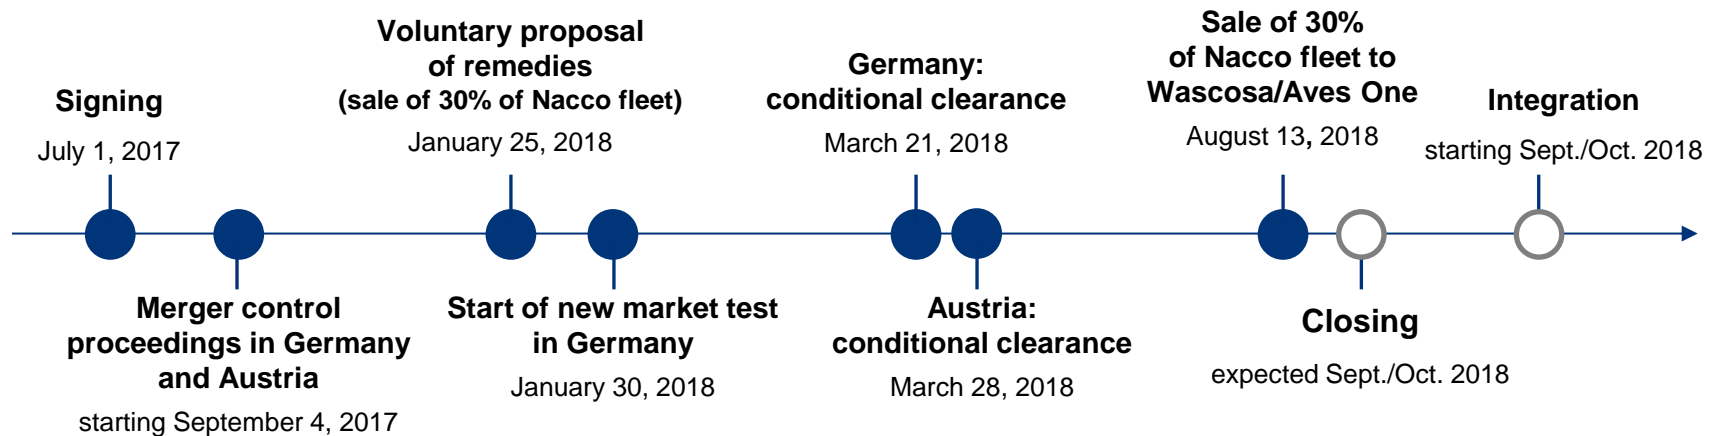 Signing
July 1, 2017
Merger control
proceedings in Germany
and Austria
starting September 4, 2017
Voluntary proposal
of remedies
(sale of 30% of Nacco fleet)
January 25, 2018
Start of new market test
in Germany
January 30, 2018
Germany:
conditional clearance
March 21, 2018
Austria:
conditional clearance
March 28, 2018
Sale of 30%
of Nacco fleet to
Wascosa/Aves One
August 13, 2018
Closing
expected Sept./Oct. 2018
Integration
starting Sept./Oct. 2018